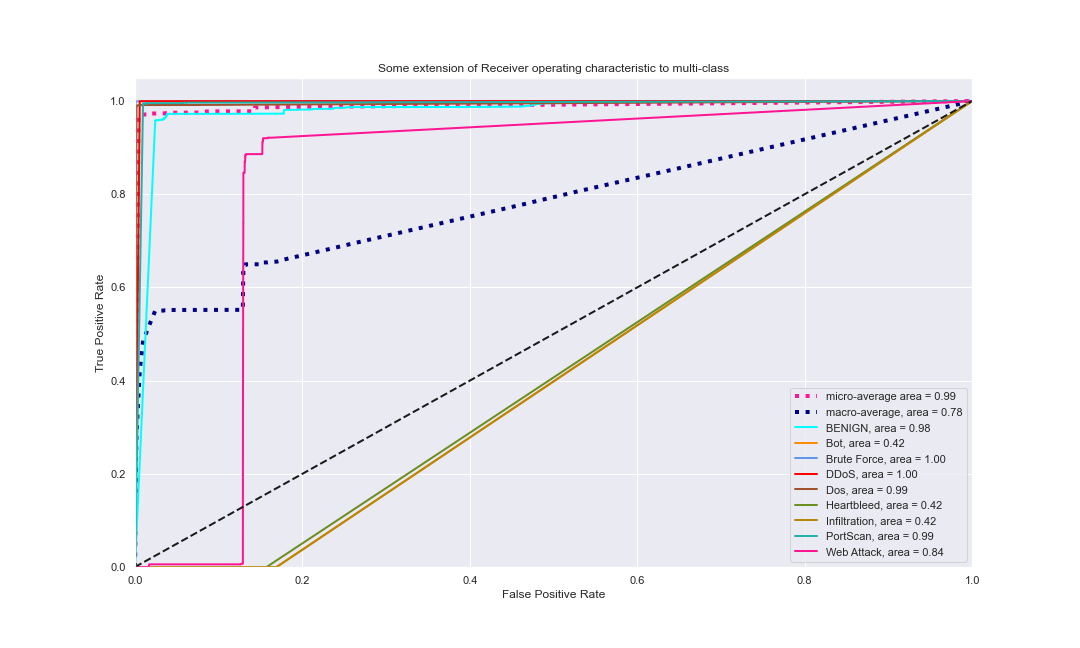 Some extension of Receiver operating characteristic to multi-class
True Positive Rate
1.0
0.8
0.6
0.4
0.2
0.0
0.0 0.2 0.4 0.6 0.8 1.0
False Positive Rate
micro-average area = 0.99
macro-average, area = 0.78
BENIGN, area = 0.98
Bot, area = 0.42
Brute Force, area = 1.00
DDoS, area = 1.00
Dos, area = 0.99
Heartbleed, area = 0.42
Infiltration, area = 0.42
PortScan, area = 0.99
Web Attack, area = 0.84